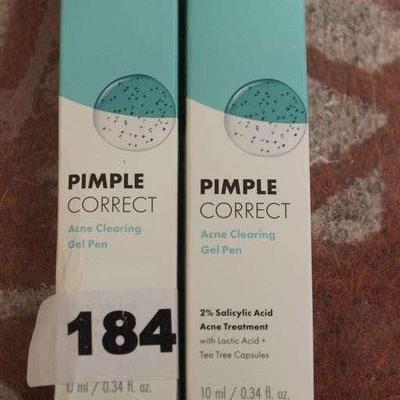 PIMPLE
CORRECT
Acne Clearing
Gel Pen
184
10 ml / 0.34 fl. oz.
PIMPLE
CORRECT
Acne Clearing
Gel Pen
2% Salicylic Acid
Acne Treatment
with Lactic Acid +
Tea Tree Capsules
10 ml / 0.34 fl. oz.